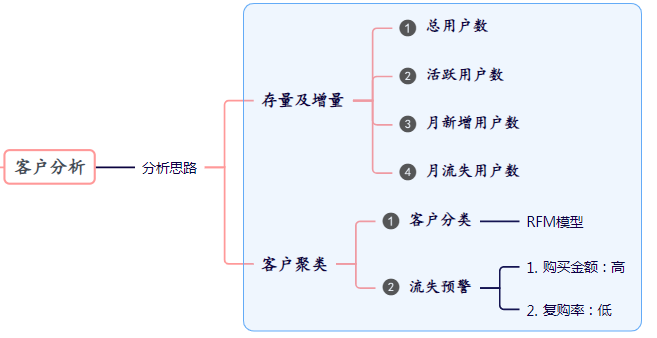 客户分析
分析思路
存量及增量
1 总用户数
2 活跃用户数
3 月新增用户数
4 月流失用户数
客户聚类
1 客户分类
RFM模型
2 流失预警
1. 购买金额：高
2. 复购率：低